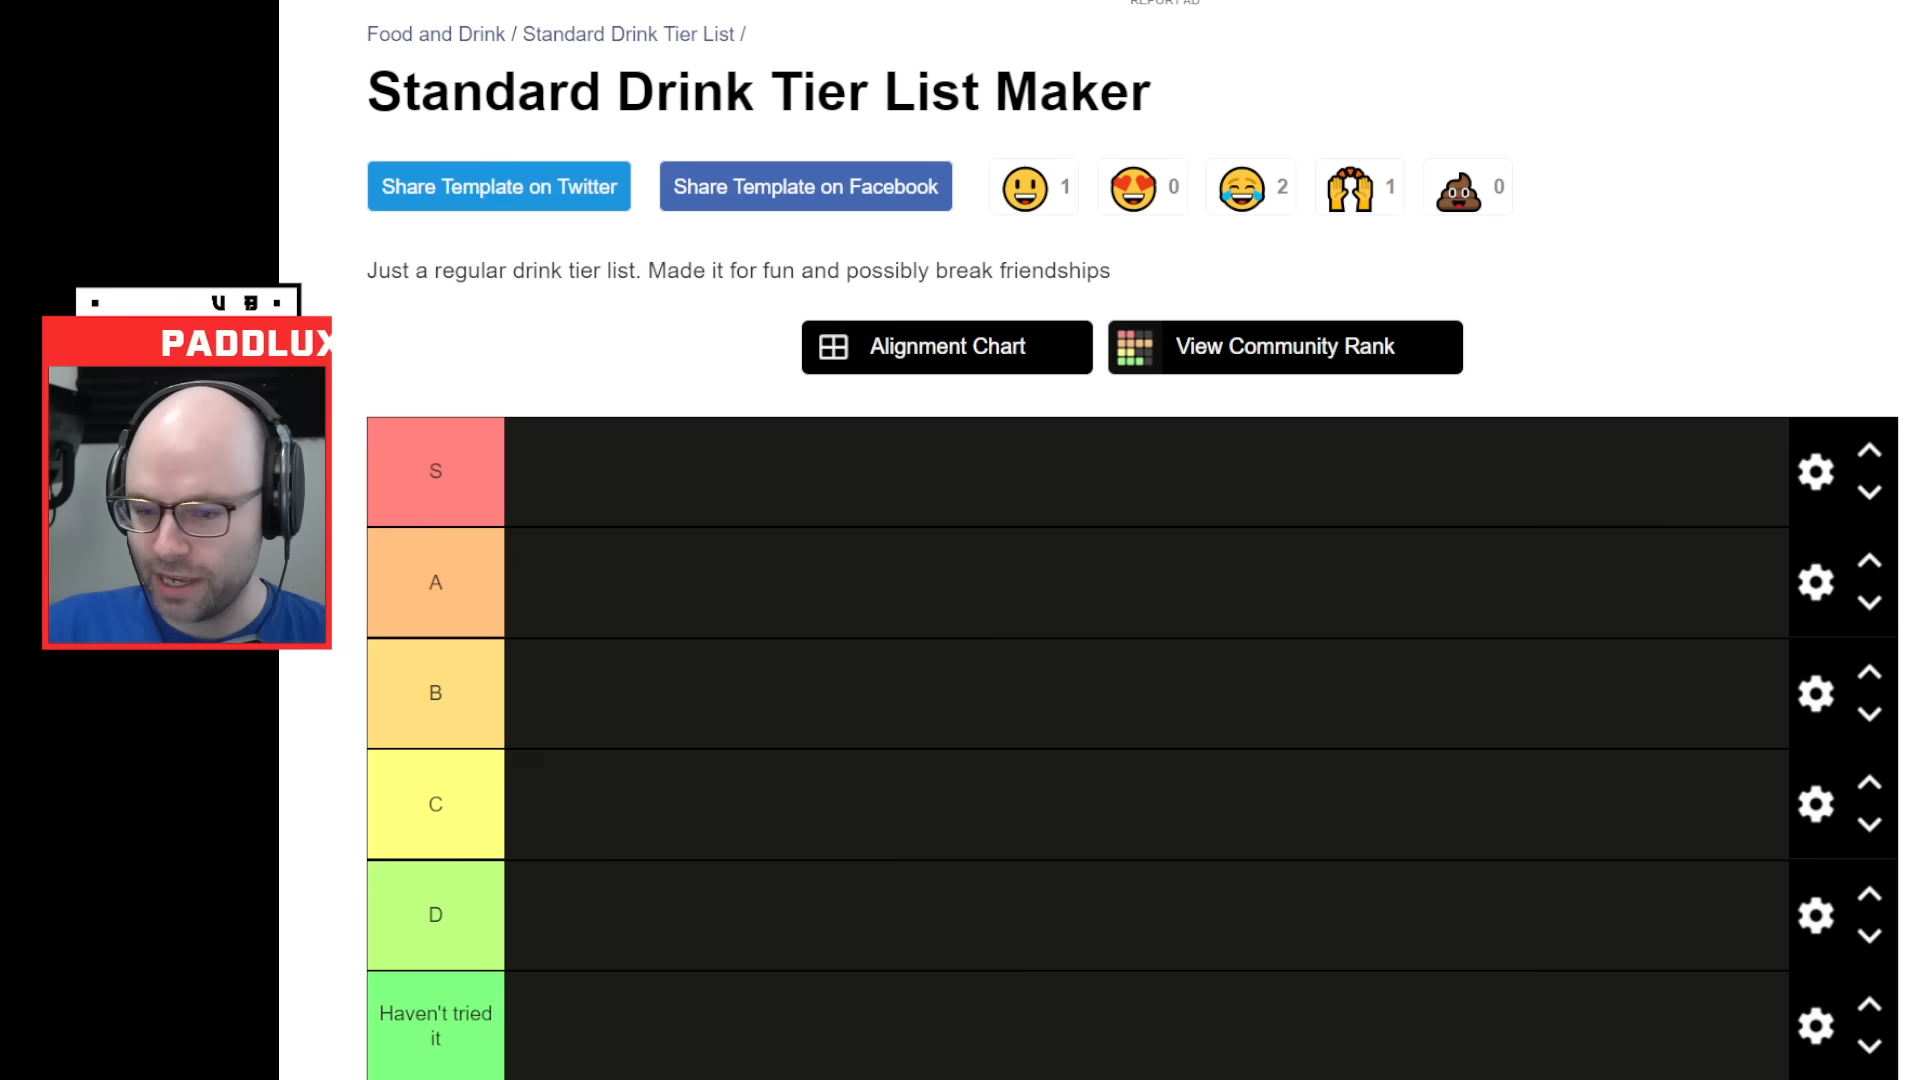 Food and Drink / Standard Drink Tier List /
Standard Drink Tier List Maker
Share Template on Twitter
Share Template on Facebook
1
0
2
1
0
Just a regular drink tier list. Made it for fun and possibly break friendships
Alignment Chart
View Community Rank
PADDLUX
S
A
B
C
D
Haven't tried
it